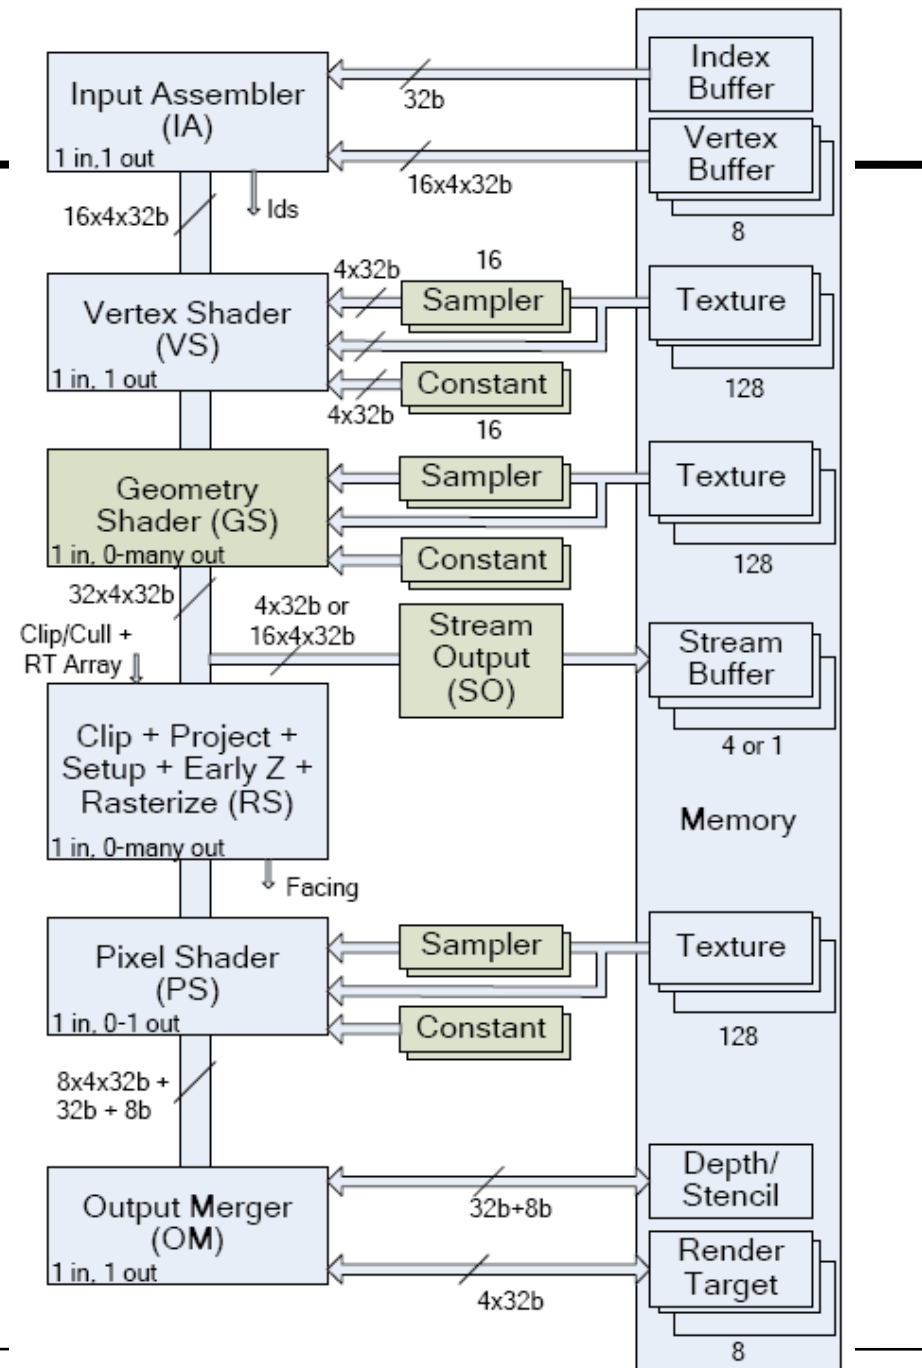 Input Assembler
(IA)
1 in,1 out
32b
Index
Buffer
16x4x32b
Vertex
Buffer
8
16x4x32b
Ids
Vertex Shader
(VS)
1 in, 1 out
4x32b
16
Sampler
Texture
128
4x32b
Constant
16
Geometry
Shader (GS)
1 in, 0-many out
Sampler
Texture
128
Constant
32x4x32b
4x32b or
16x4x32b
Clip/Cull +
RT Array
Stream
Output
(SO)
Stream
Buffer
4 or 1
Clip + Project +
Setup + Early Z +
Rasterize (RS)
1 in, 0-many out
Memory
Facing
Pixel Shader
(PS)
1 in, 0-1 out
Sampler
Texture
128
Constant
8x4x32b +
32b + 8b
Output Merger
(OM)
1 in, 1 out
32b+8b
Depth/
Stencil
4x32b
Render
Target
8